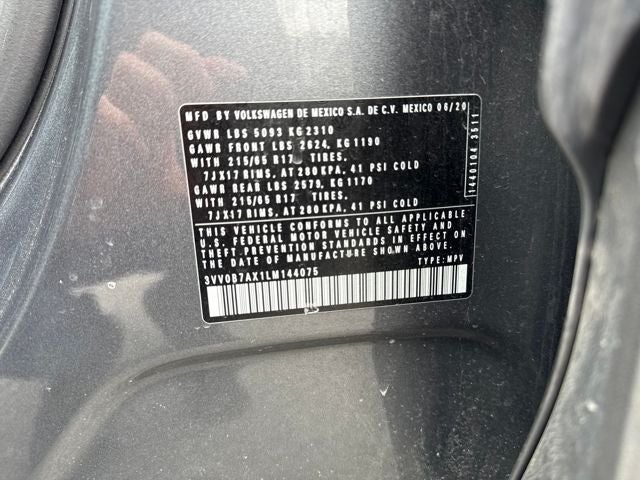 MFD BY VOLKSWAGEN DE MEXICO S.A. DE C.V. MEXICO 06/20
GVWR LBS 5093 KG 2310
GAWR FRONT LBS 2624, KG 1190
WITH 215/65 R17 TIRES,
7JX17 RIMS, AT 280 KPA, 41 PSI COLD
GAWR REAR LBS 2579, KG 1170
WITH 215/65 R17 TIRES,
7JX17 RIMS, AT 280 KPA, 41 PSI COLD
THIS VEHICLE CONFORMS TO ALL APPLICABLE
U.S. FEDERAL MOTOR VEHICLE SAFETY AND
THEFT PREVENTION STANDARDS IN EFFECT ON
THE DATE OF MANUFACTURE SHOWN ABOVE.
3VV0B7AX1LM144075 TYPE: MPV
1440104 3511